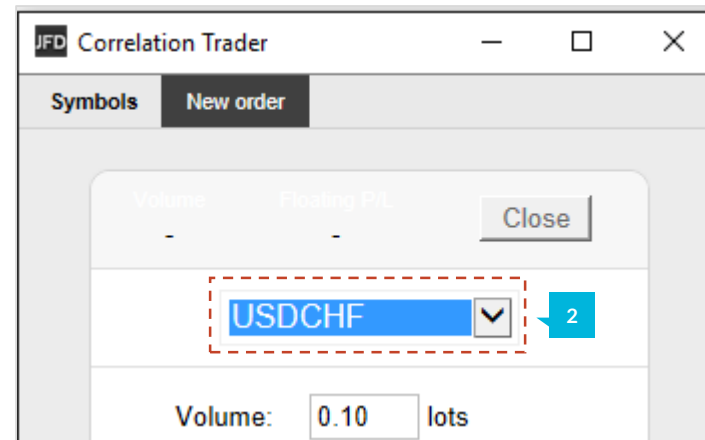 JFD Correlation Trader
Symbols New order
Volume Floating P/L
- - Close
USDCHF 2
Volume: 0.10 lots